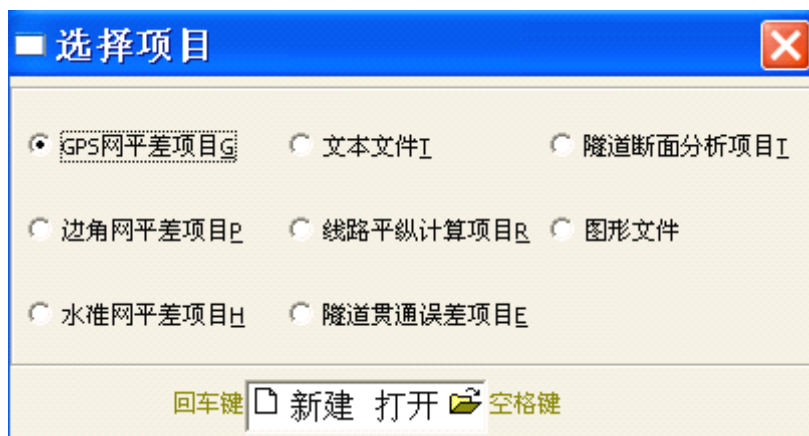 选择项目
GPS网平差项目G 文本文件T 隧道断面分析项目T
边角网平差项目P 线路平纵计算项目R 图形文件
水准网平差项目H 隧道贯通误差项目E
回车键 新建 打开 空格键